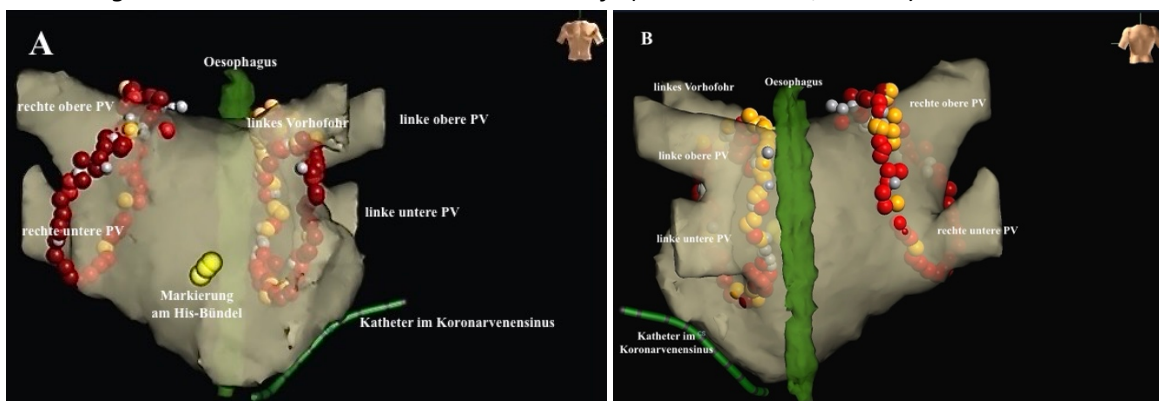 A
Oesophagus
rechte obere PV
linkes Vorhofohr
linke obere PV
rechte untere PV
linke untere PV
Markierung
am His-Bündel
Katheter im Koronarvenensinus
B
linkes Vorhofohr
Oesophagus
rechte obere PV
linke obere PV
linke untere PV
rechte untere PV
Katheter im
Koronarvenensinus